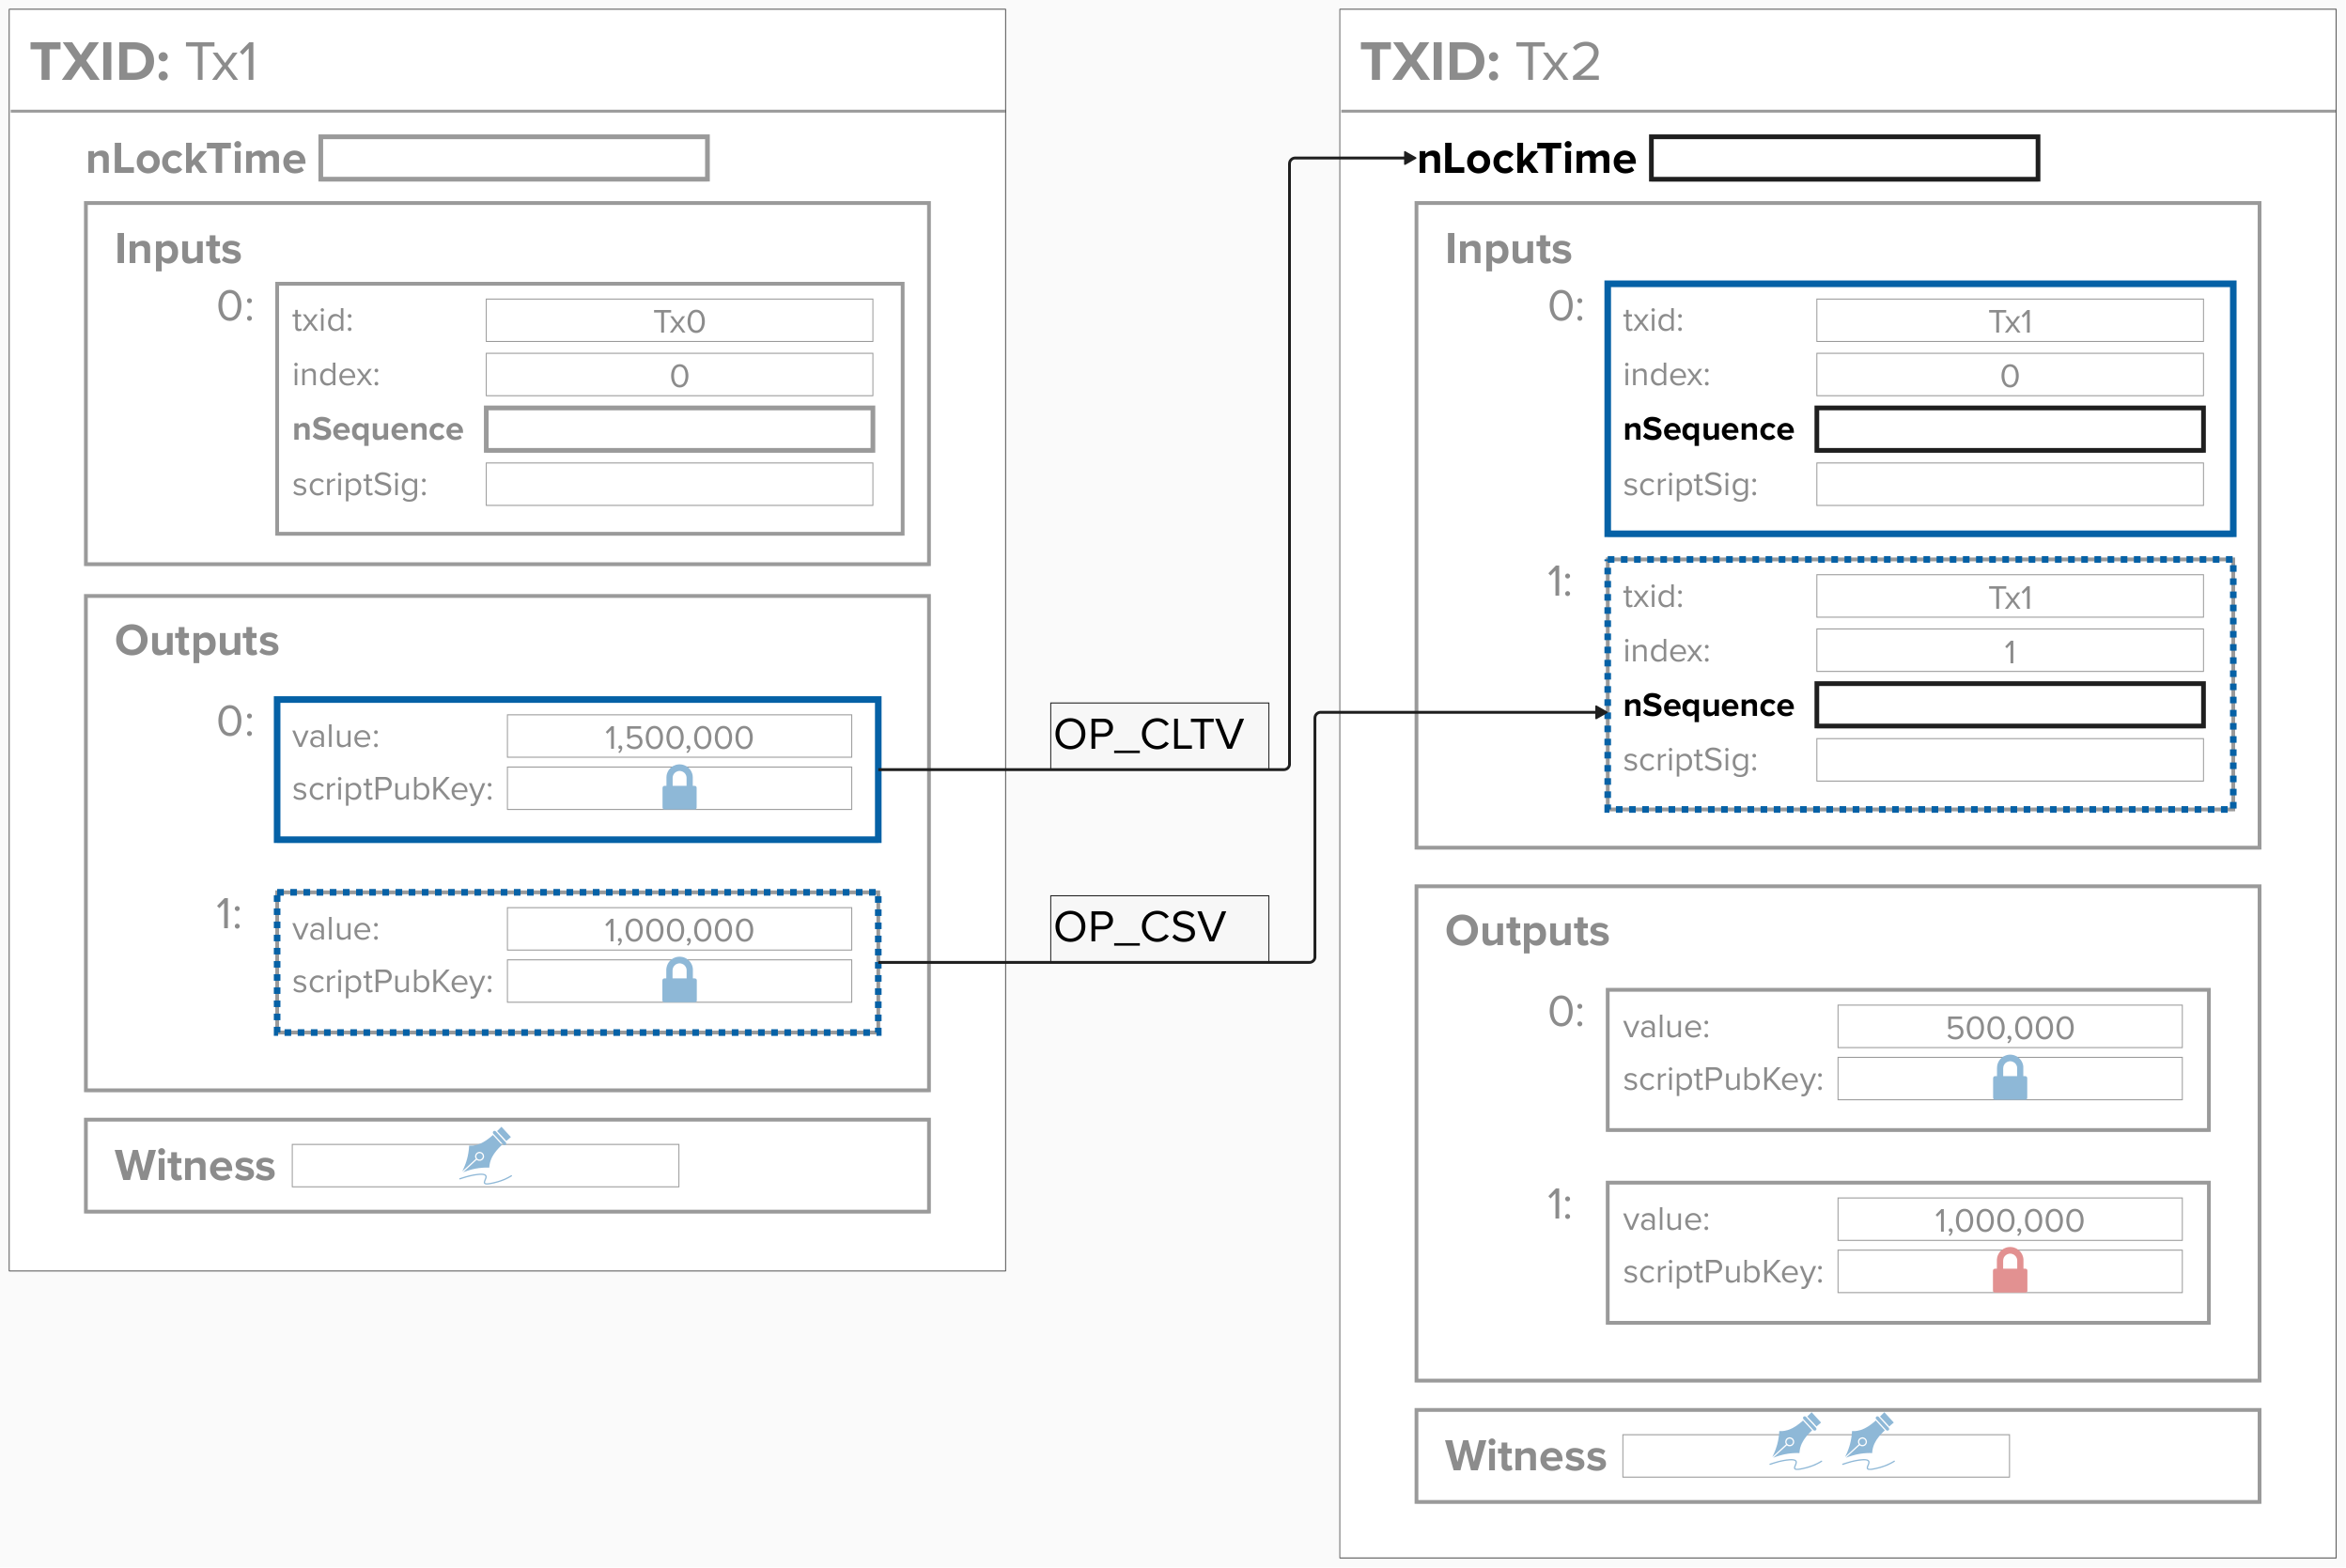 TXID: Tx1
nLockTime
Inputs
0:
txid: Tx0
index: 0
nSequence
scriptSig:
Outputs
0:
value: 1,500,000
scriptPubKey:
1:
value: 1,000,000
scriptPubKey:
Witness
OP_CLTV
OP_CSV
TXID: Tx2
nLockTime
Inputs
0:
txid: Tx1
index: 0
nSequence
scriptSig:
1:
txid: Tx1
index: 1
nSequence
scriptSig:
Outputs
0:
value: 500,000
scriptPubKey:
1:
value: 1,000,000
scriptPubKey:
Witness